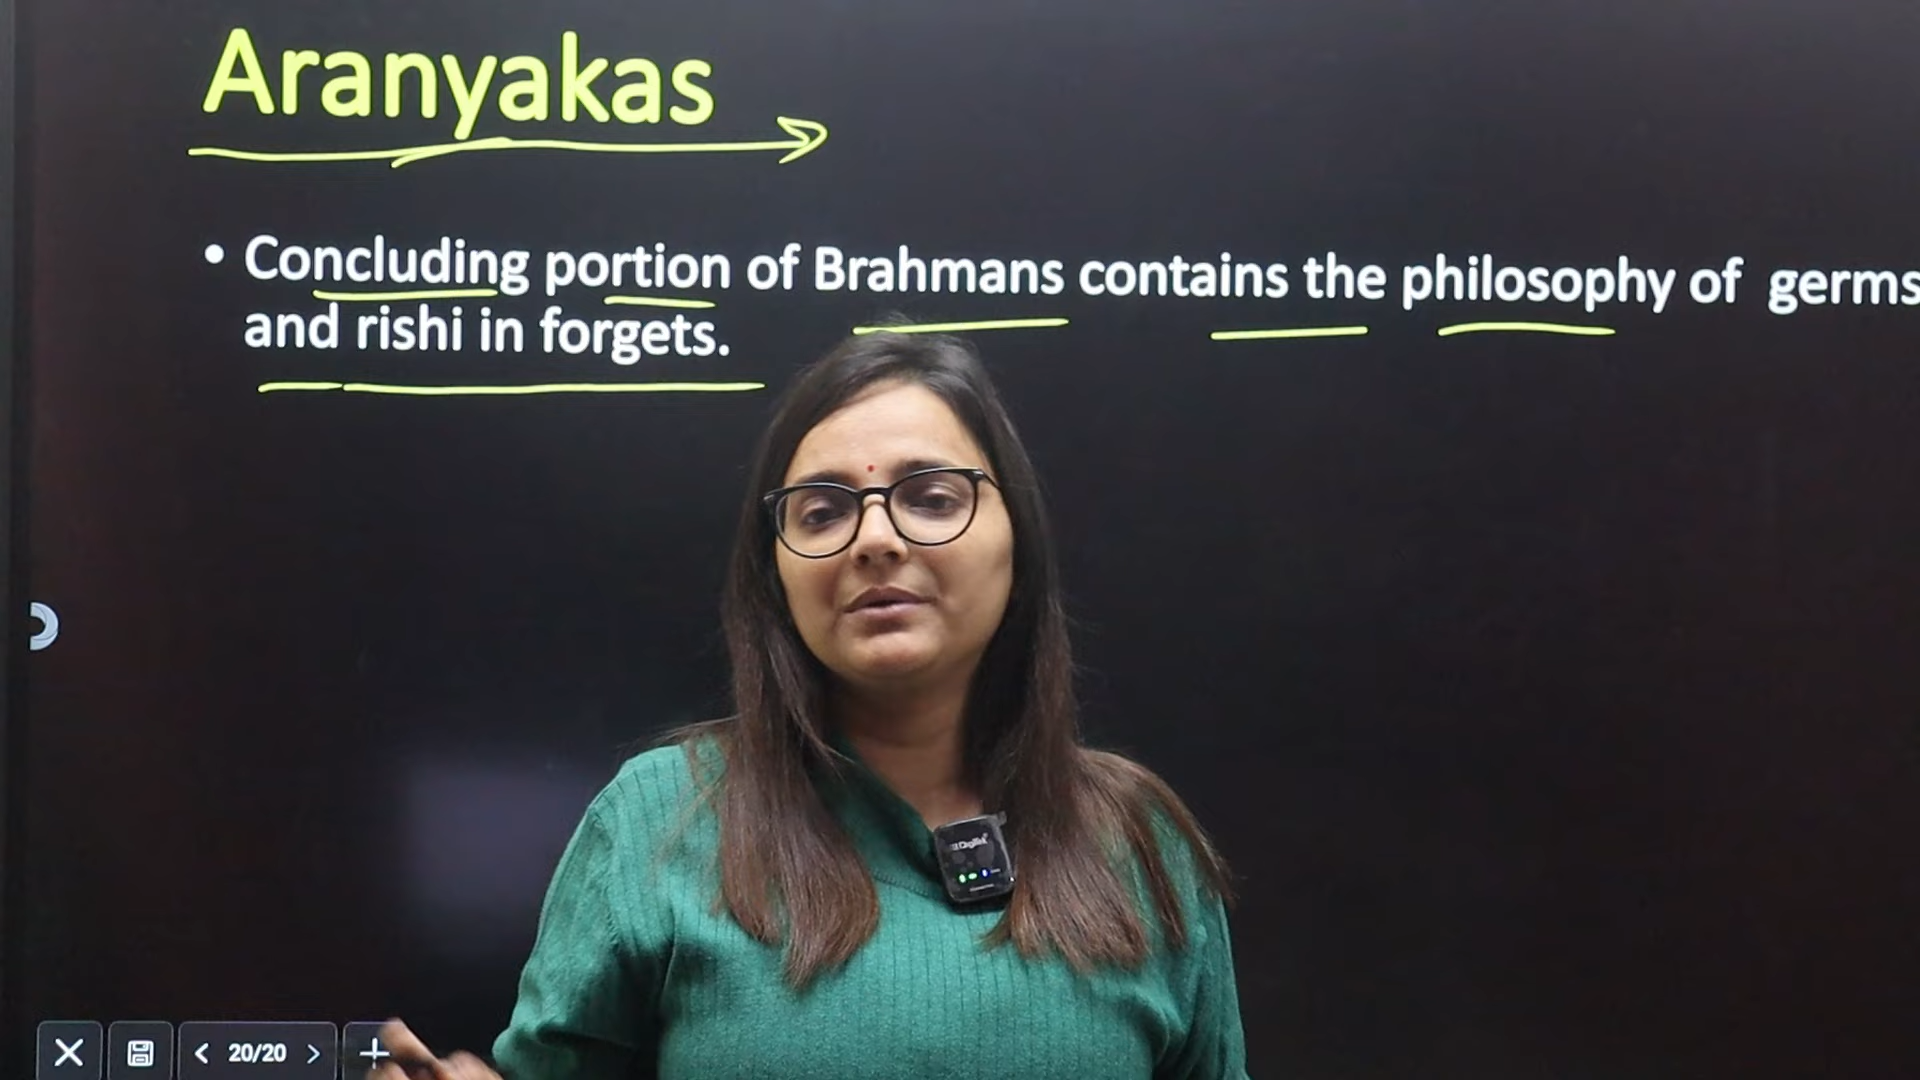 Aranyakas
• Concluding portion of Brahmans contains the philosophy of germs
and rishi in forgets.
20/20